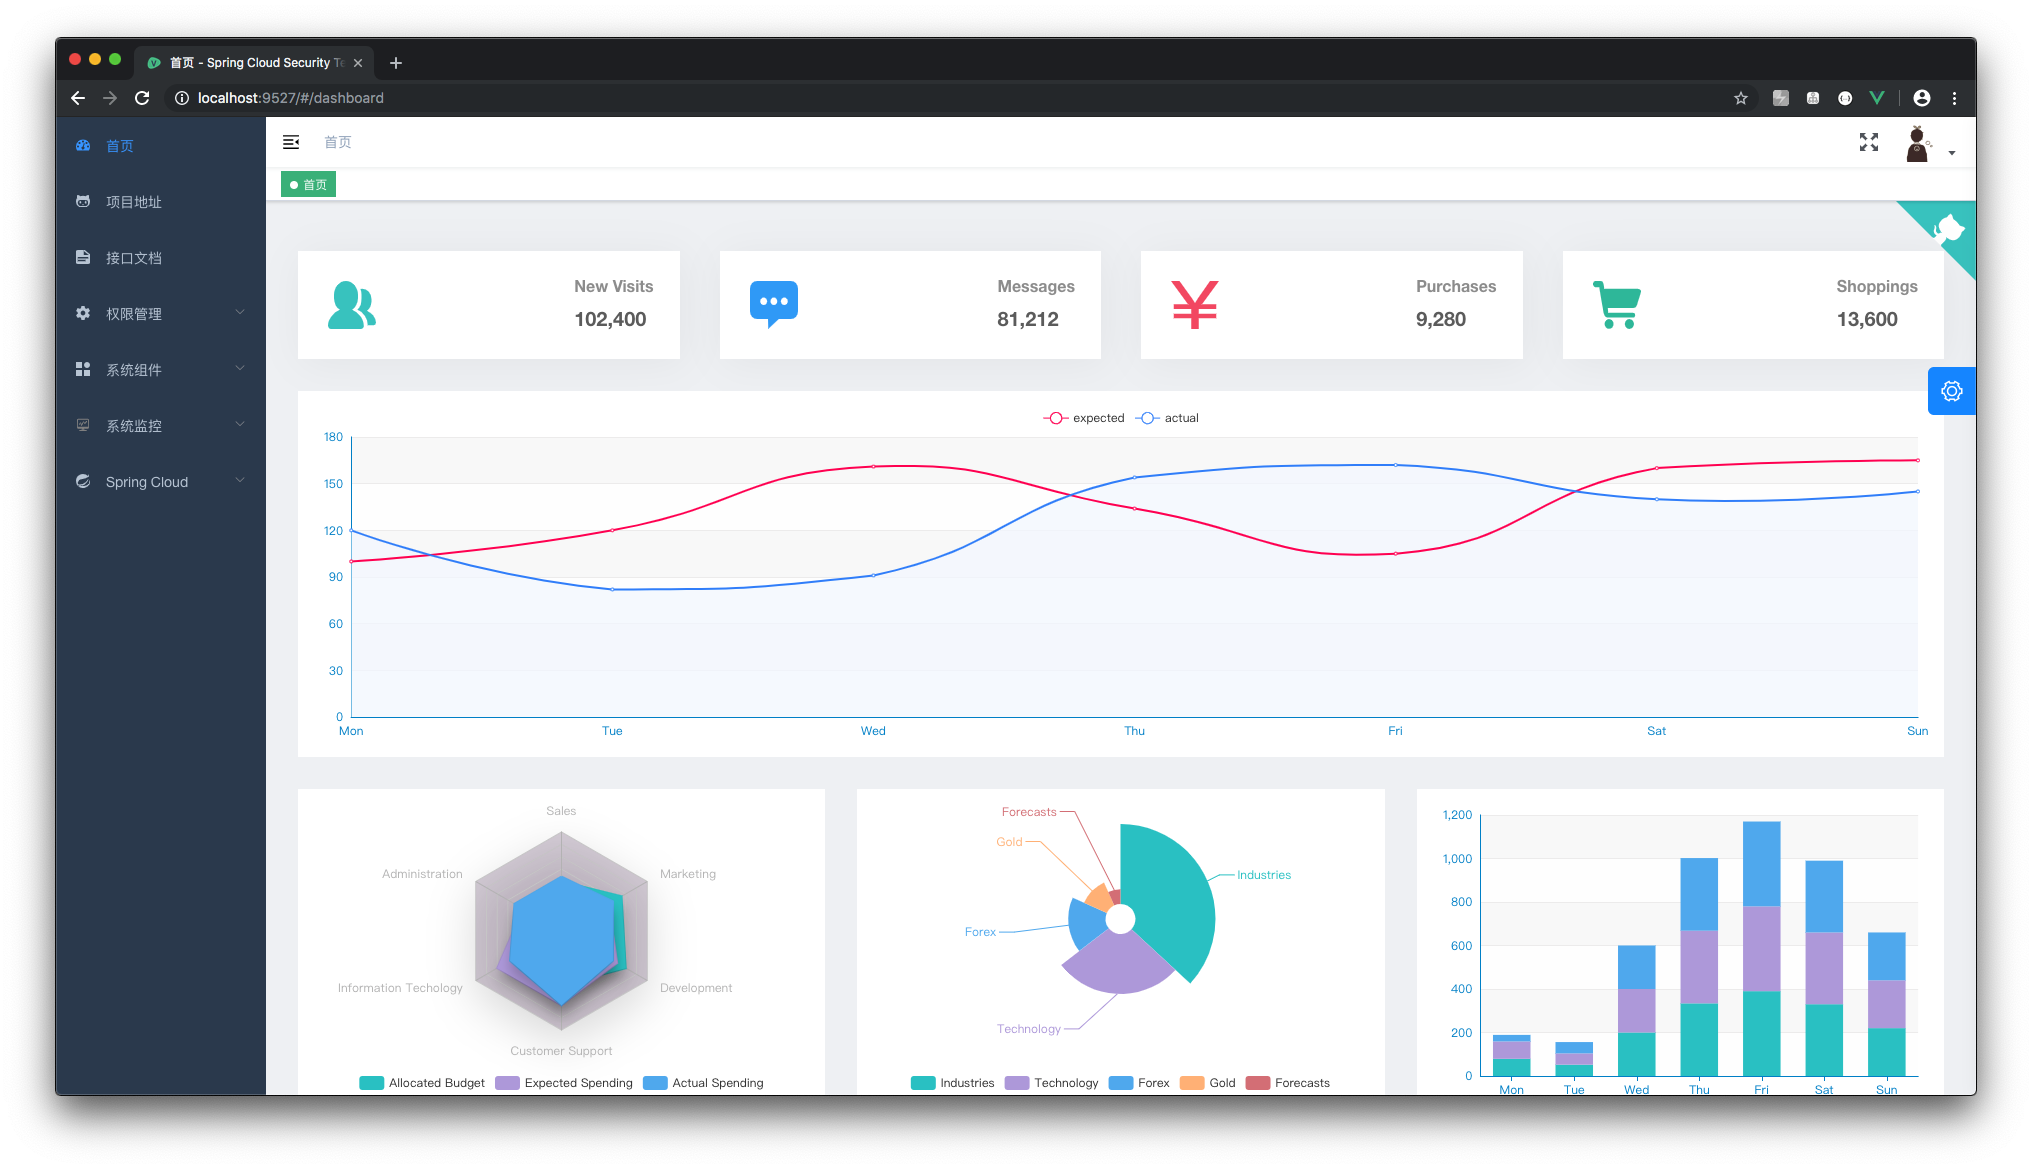 首页 - Spring Cloud Security Te
localhost:9527/#/dashboard
首页
项目地址
接口文档
权限管理
系统组件
系统监控
Spring Cloud
首页
首页
New Visits
102,400
Messages
81,212
Purchases
9,280
Shoppings
13,600
expected actual
180
150
120
90
60
30
0
Mon Tue Wed Thu Fri Sat Sun
Sales
Administration
Marketing
Information Techology
Development
Customer Support
Allocated Budget Expected Spending Actual Spending
Forecasts
Gold
Industries
Forex
Technology
Industries Technology Forex Gold Forecasts
1,200
1,000
800
600
400
200
0
Mon Tue Wed Thu Fri Sat Sun